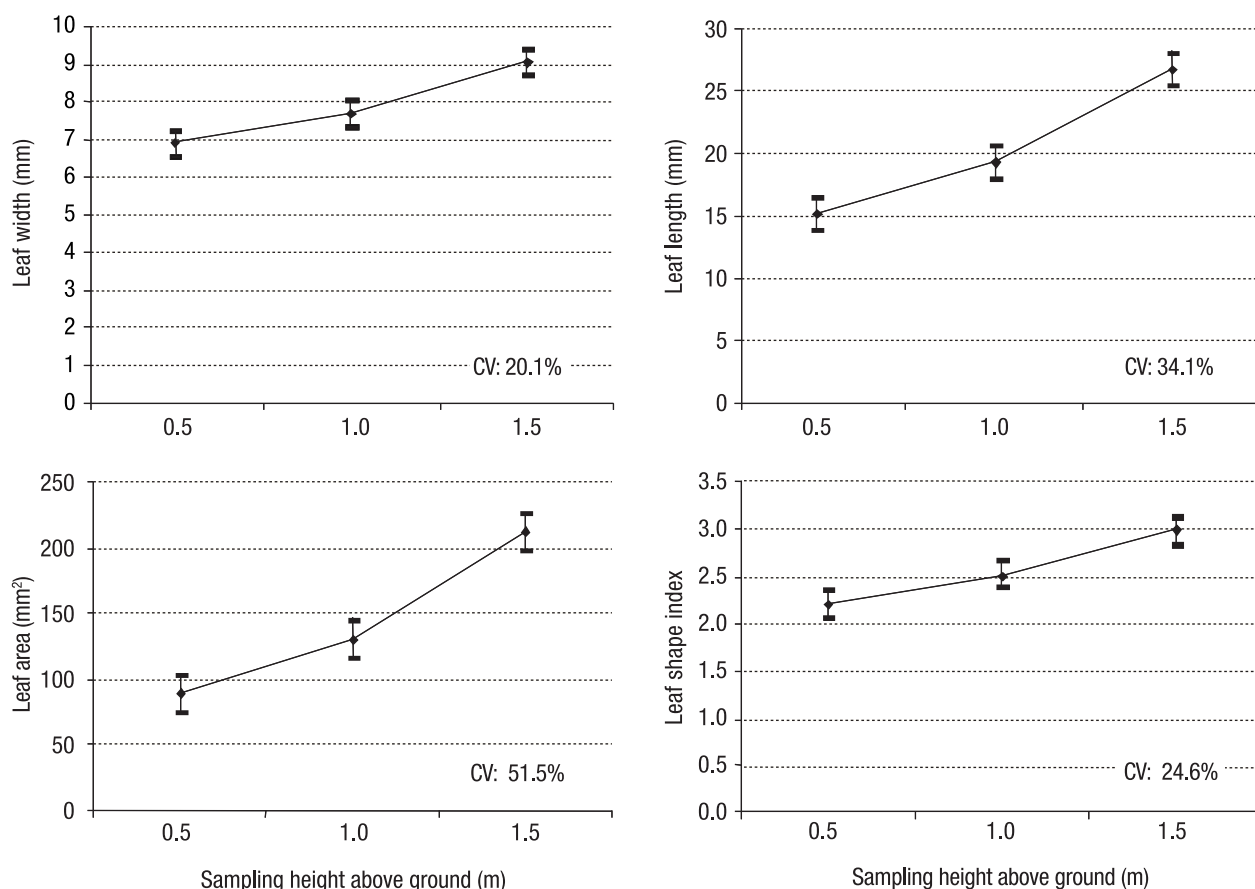 10
9
8
7
6
5
4
3
2
1
0
Leaf width (mm)
CV: 20.1%
0.5 1.0 1.5
30
25
20
15
10
5
0
Leaf length (mm)
CV: 34.1%
0.5 1.0 1.5
250
200
150
100
50
0
Leaf area (mm²)
CV: 51.5%
0.5 1.0 1.5
Sampling height above ground (m)
3.5
3.0
2.5
2.0
1.5
1.0
0.5
0.0
Leaf shape index
CV: 24.6%
0.5 1.0 1.5
Sampling height above ground (m)